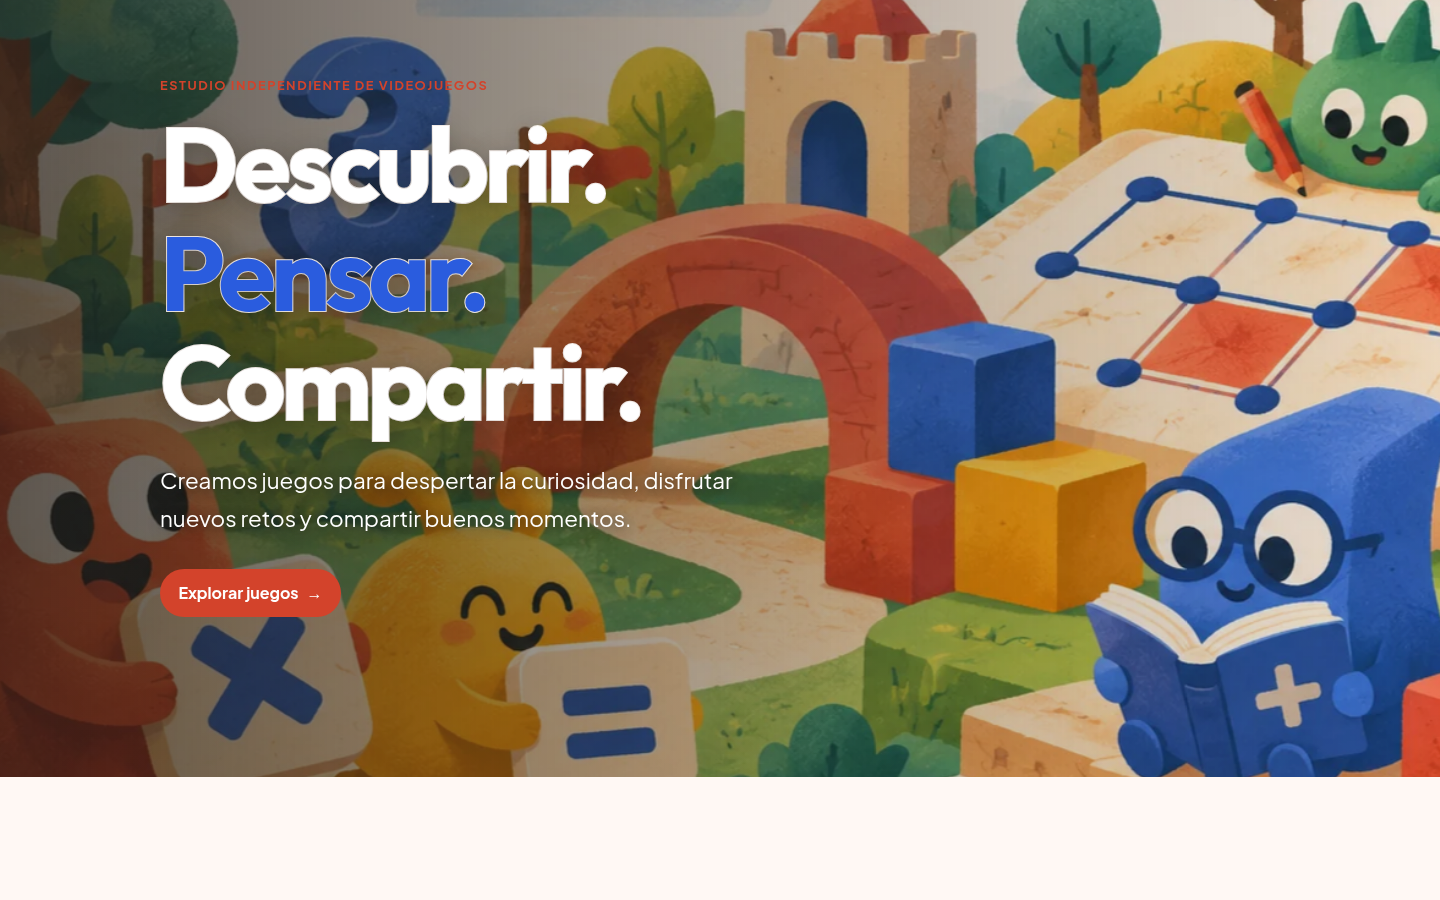 ESTUDIO INDEPENDIENTE DE VIDEOJUEGOS
3
Descubrir.
Pensar.
Compartir.
Creamos juegos para despertar la curiosidad, disfrutar
nuevos retos y compartir buenos momentos.
Explorar juegos →
× =
+